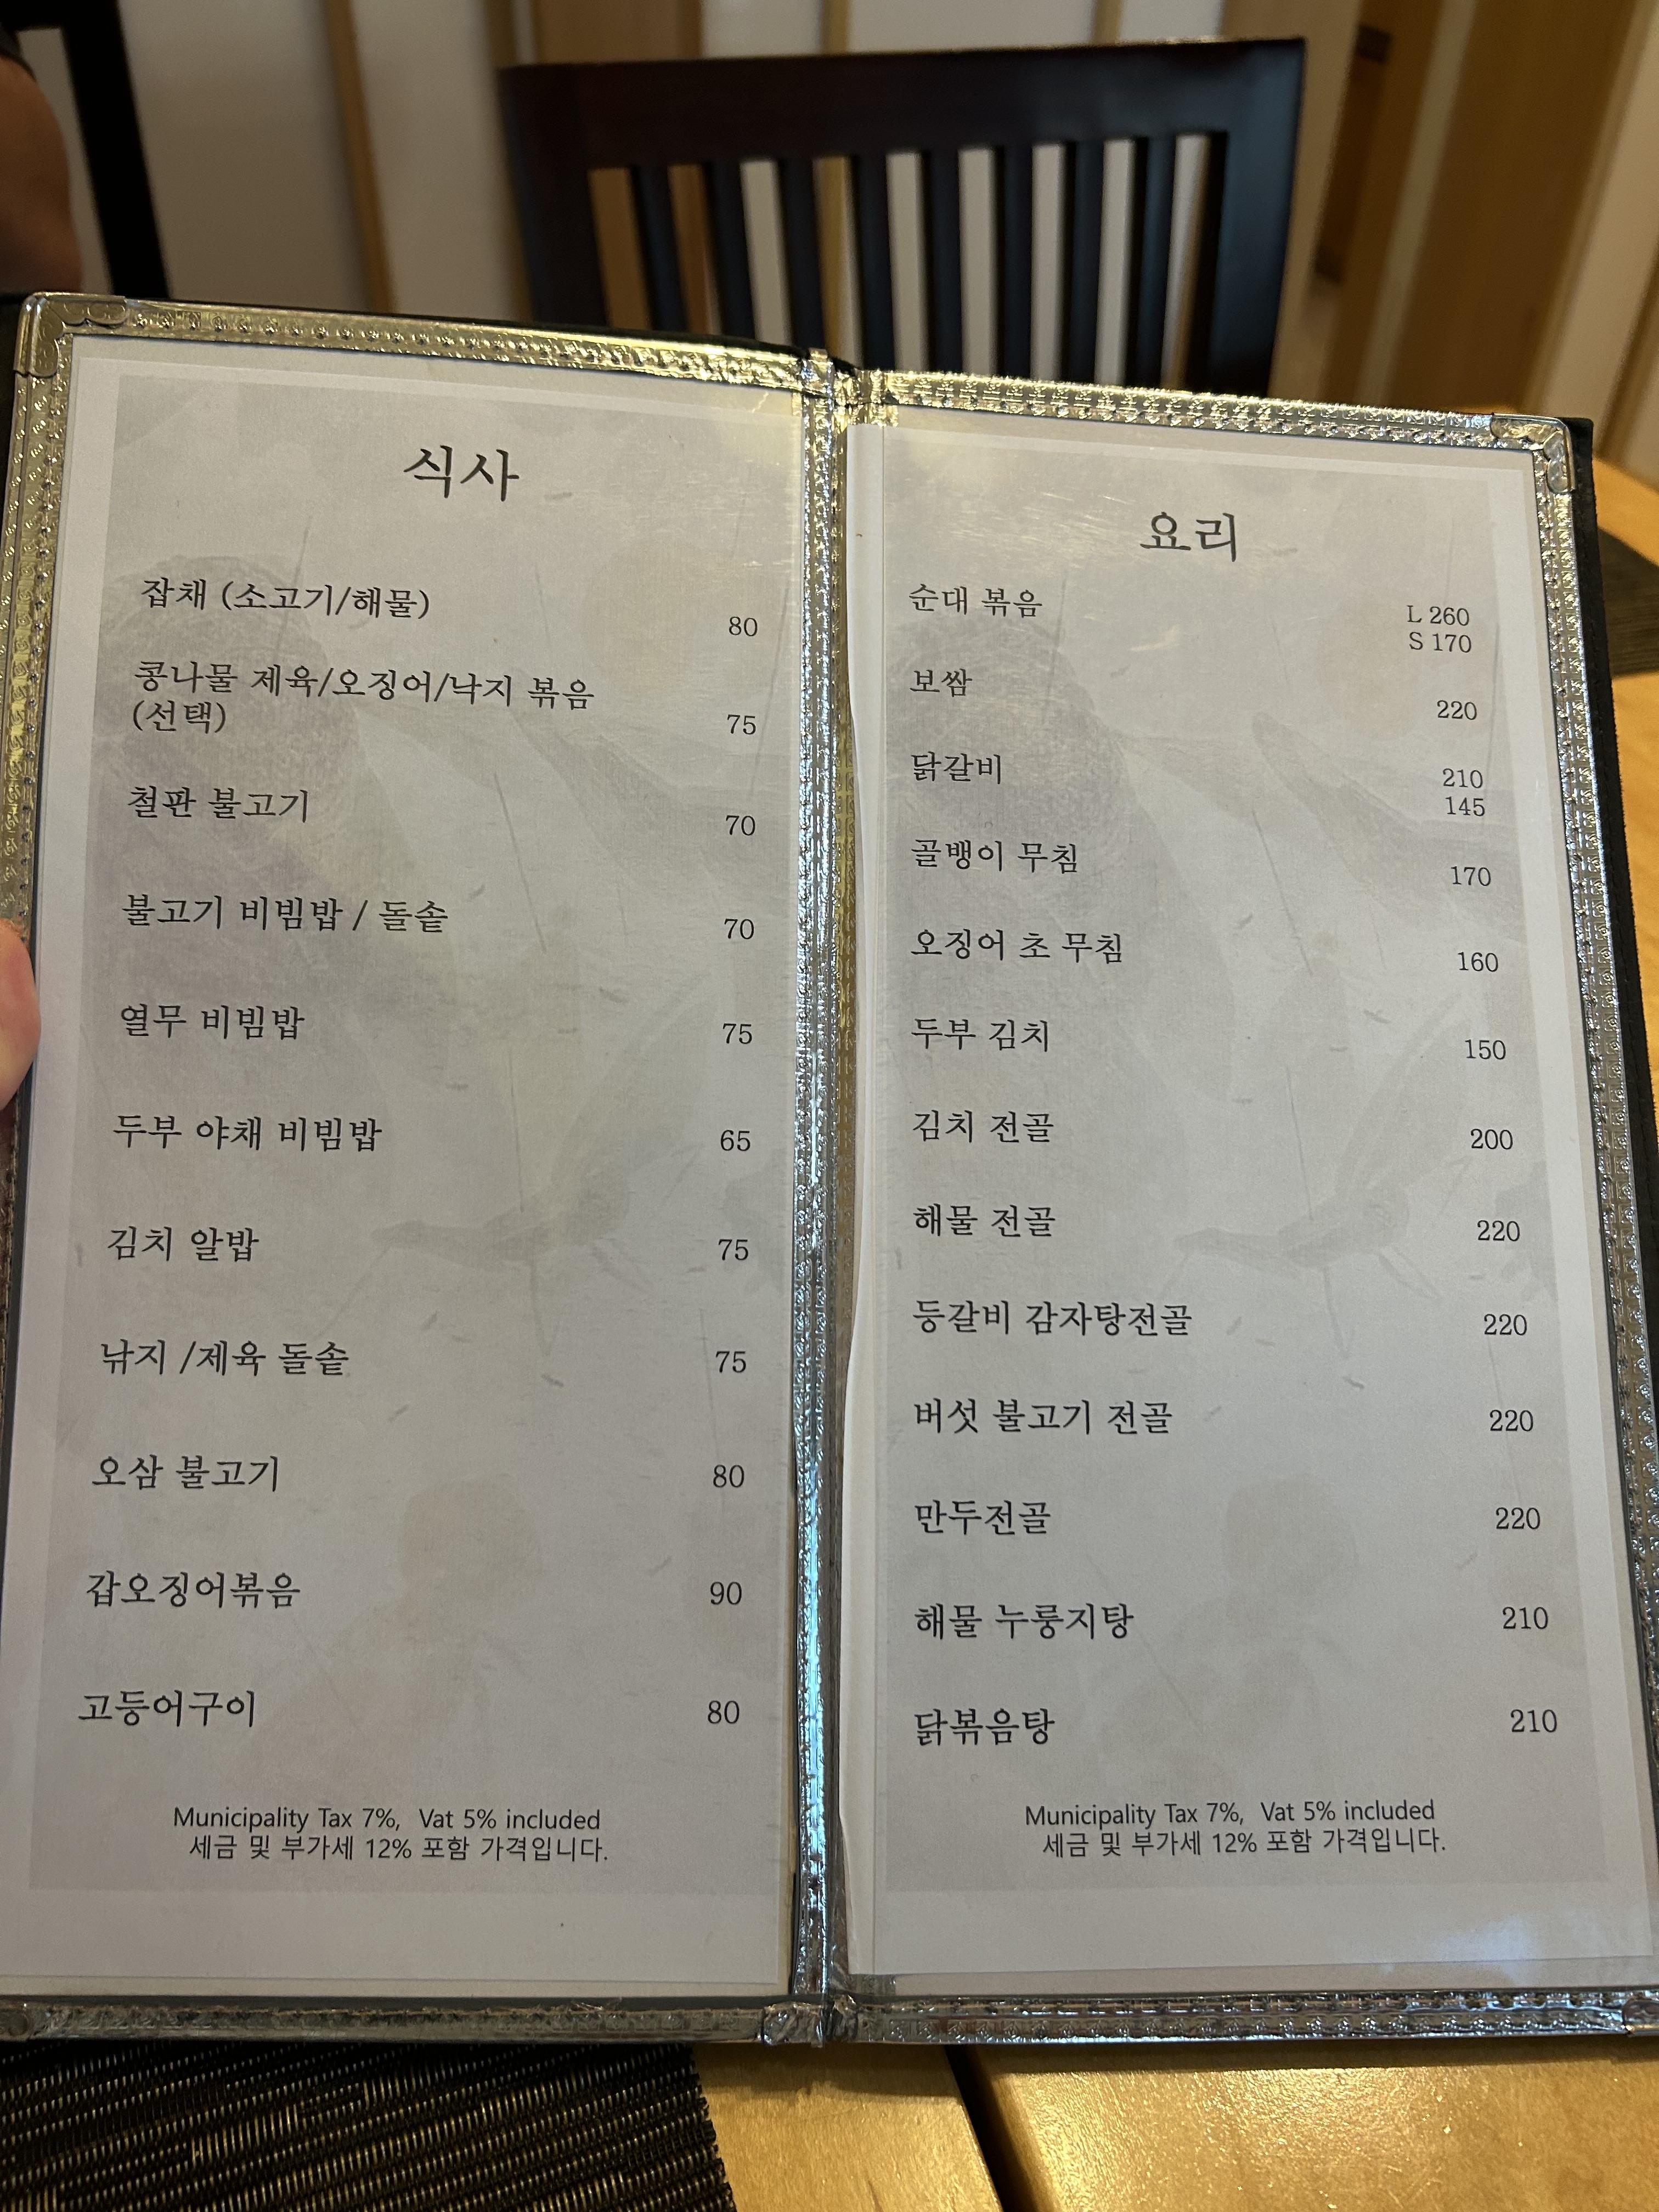 식사
잡채 (소고기/해물) 80
콩나물 제육/오징어/낙지 볶음
(선택) 75
철판 불고기 70
불고기 비빔밥 / 돌솥 70
열무 비빔밥 75
두부 야채 비빔밥 65
김치 알밥 75
낚지 /제육 돌솥 75
오삼 불고기 80
갑오징어볶음 90
고등어구이 80
Municipality Tax 7%, Vat 5% included
세금 및 부가세 12% 포함 가격입니다.
요리
순대 볶음 L 260
S 170
보쌈 220
닭갈비 210
145
골뱅이 무침 170
오징어 초 무침 160
두부 김치 150
김치 전골 200
해물 전골 220
등갈비 감자탕전골 220
버섯 불고기 전골 220
만두전골 220
해물 누룽지탕 210
닭볶음탕 210
Municipality Tax 7%, Vat 5% included
세금 및 부가세 12% 포함 가격입니다.